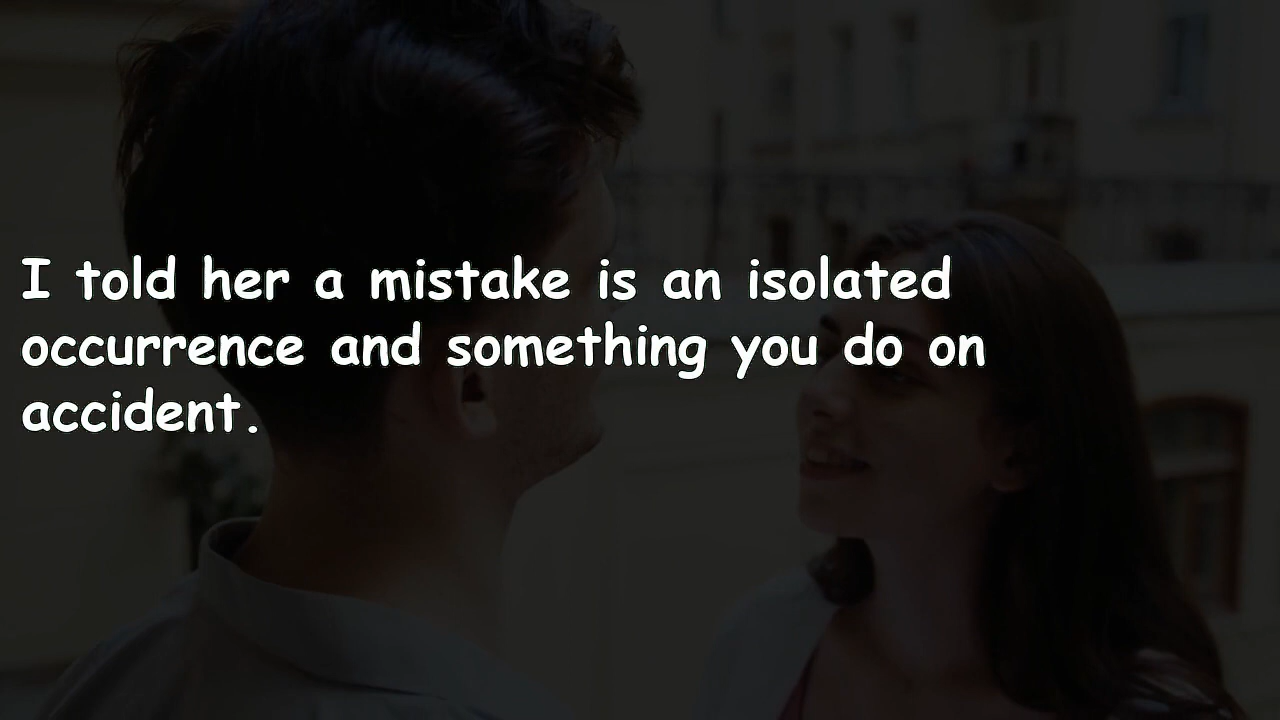 I told her a mistake is an isolated
occurrence and something you do on
accident.